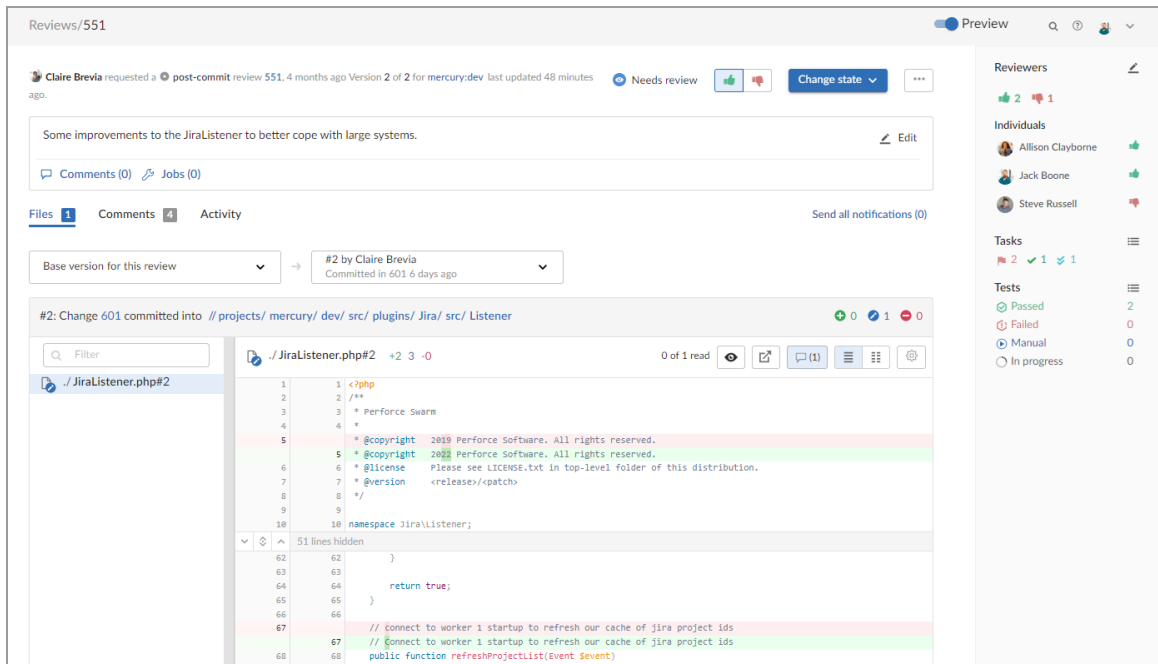 Reviews/551
Preview
Claire Brevia requested a post-commit review 551, 4 months ago Version 2 of 2 for mercury:dev last updated 48 minutes
ago.
Needs review
Change state
Some improvements to the JiraListener to better cope with large systems.
Edit
Comments (0) Jobs (0)
Files 1 Comments 4 Activity
Send all notifications (0)
Base version for this review
#2 by Claire Brevia
Committed in 601 6 days ago
#2: Change 601 committed into // projects/ mercury/ dev/ src/ plugins/ Jira/ src/ Listener
0 1 0
Filter
./ JiraListener.php#2
./ JiraListener.php#2 +2 3 -0
0 of 1 read
(1)
1 1 <?php
2 2 /**
3 3 * Perforce Swarm
4 4 *
5 * @copyright 2019 Perforce Software. All rights reserved.
5 * @copyright 2022 Perforce Software. All rights reserved.
6 6 * @license Please see LICENSE.txt in top-level folder of this distribution.
7 7 * @version <release>/<patch>
8 8 */
9 9
10 10 namespace Jira\Listener;
51 lines hidden
62 62 }
63 63
64 64 return true;
65 65 }
66 66
67 // connect to worker 1 startup to refresh our cache of jira project ids
67 // Connect to worker 1 startup to refresh our cache of jira project ids
68 68 public function refreshProjectList(Event $event)
Reviewers
2 1
Individuals
Allison Clayborne
Jack Boone
Steve Russell
Tasks
2 1 1
Tests
Passed 2
Failed 0
Manual 0
In progress 0